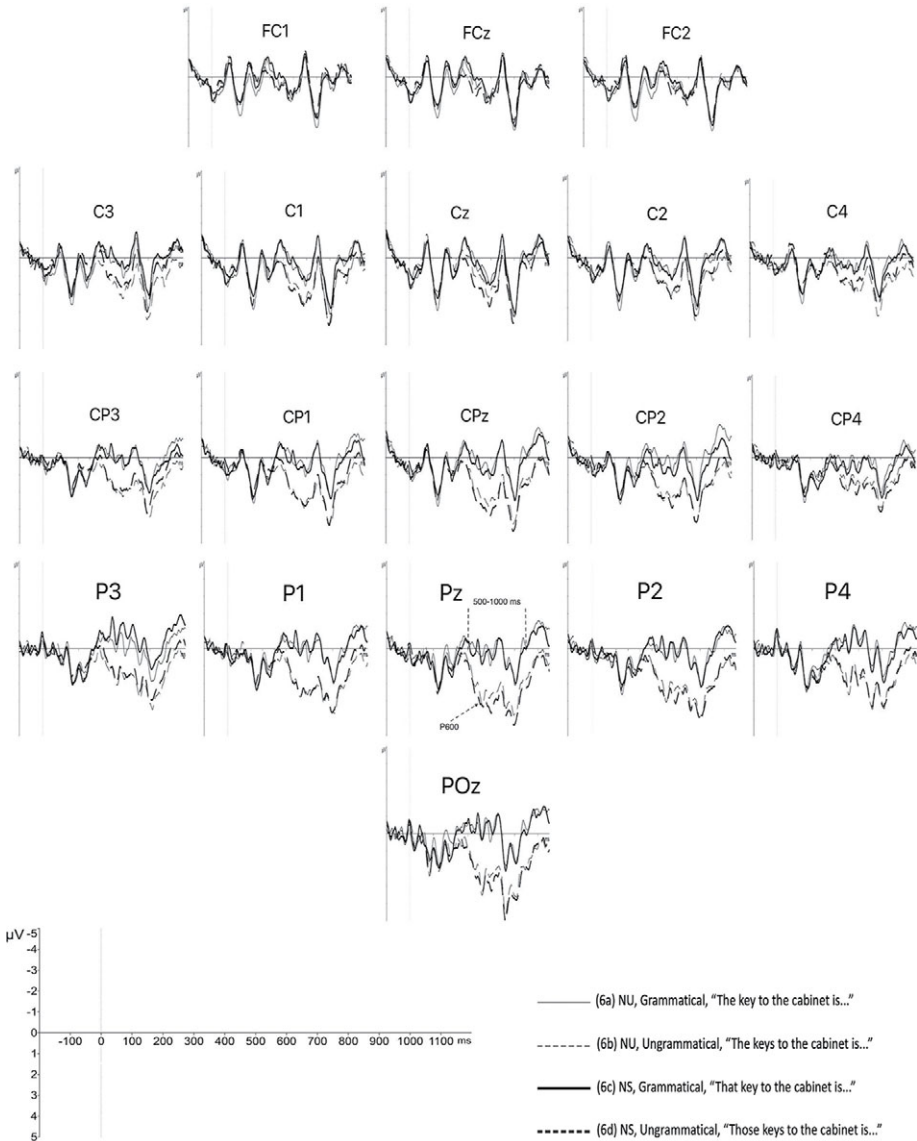 FC1 FCz FC2
C3 C1 Cz C2 C4
CP3 CP1 CPz CP2 CP4
P3 P1 Pz P2 P4
500-1000 ms
P600
POz
µV -5
-4
-3
-2
-1
0
-100 0 100 200 300 400 500 600 700 800 900 1000 1100 ms
1
2
3
4
5
(6a) NU, Grammatical, “The key to the cabinet is...”
(6b) NU, Ungrammatical, “The keys to the cabinet is...”
(6c) NS, Grammatical, “That key to the cabinet is...”
(6d) NS, Ungrammatical, “Those keys to the cabinet is...”